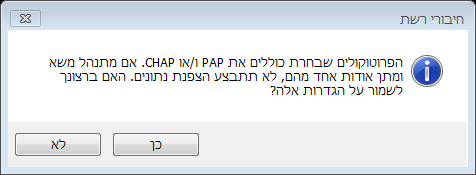 חיבורי רשת
הפרוטוקולים שבחרת כוללים את PAP ו/או CHAP. אם מתנהל משא
ומתן אודות אחד מהם, לא תתבצע הצפנת נתונים. האם ברצונך
לשמור על הגדרות אלה?
כן
לא